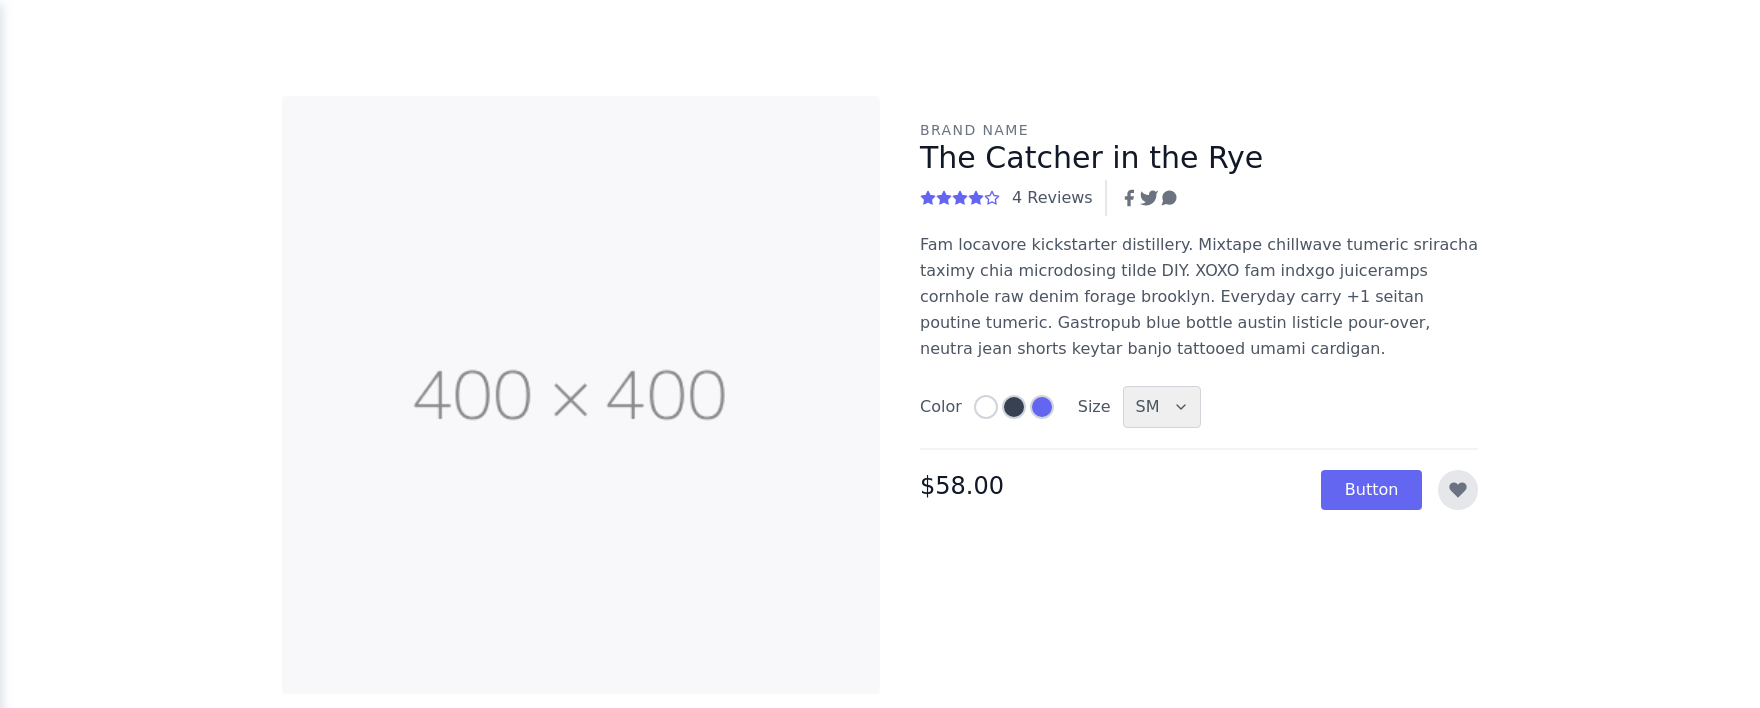 400 × 400
BRAND NAME
The Catcher in the Rye
4 Reviews
Fam locavore kickstarter distillery. Mixtape chillwave tumeric sriracha
taximy chia microdosing tilde DIY. XOXO fam indxgo juiceramps
cornhole raw denim forage brooklyn. Everyday carry +1 seitan
poutine tumeric. Gastropub blue bottle austin listicle pour-over,
neutra jean shorts keytar banjo tattooed umami cardigan.
Color Size SM
$58.00 Button